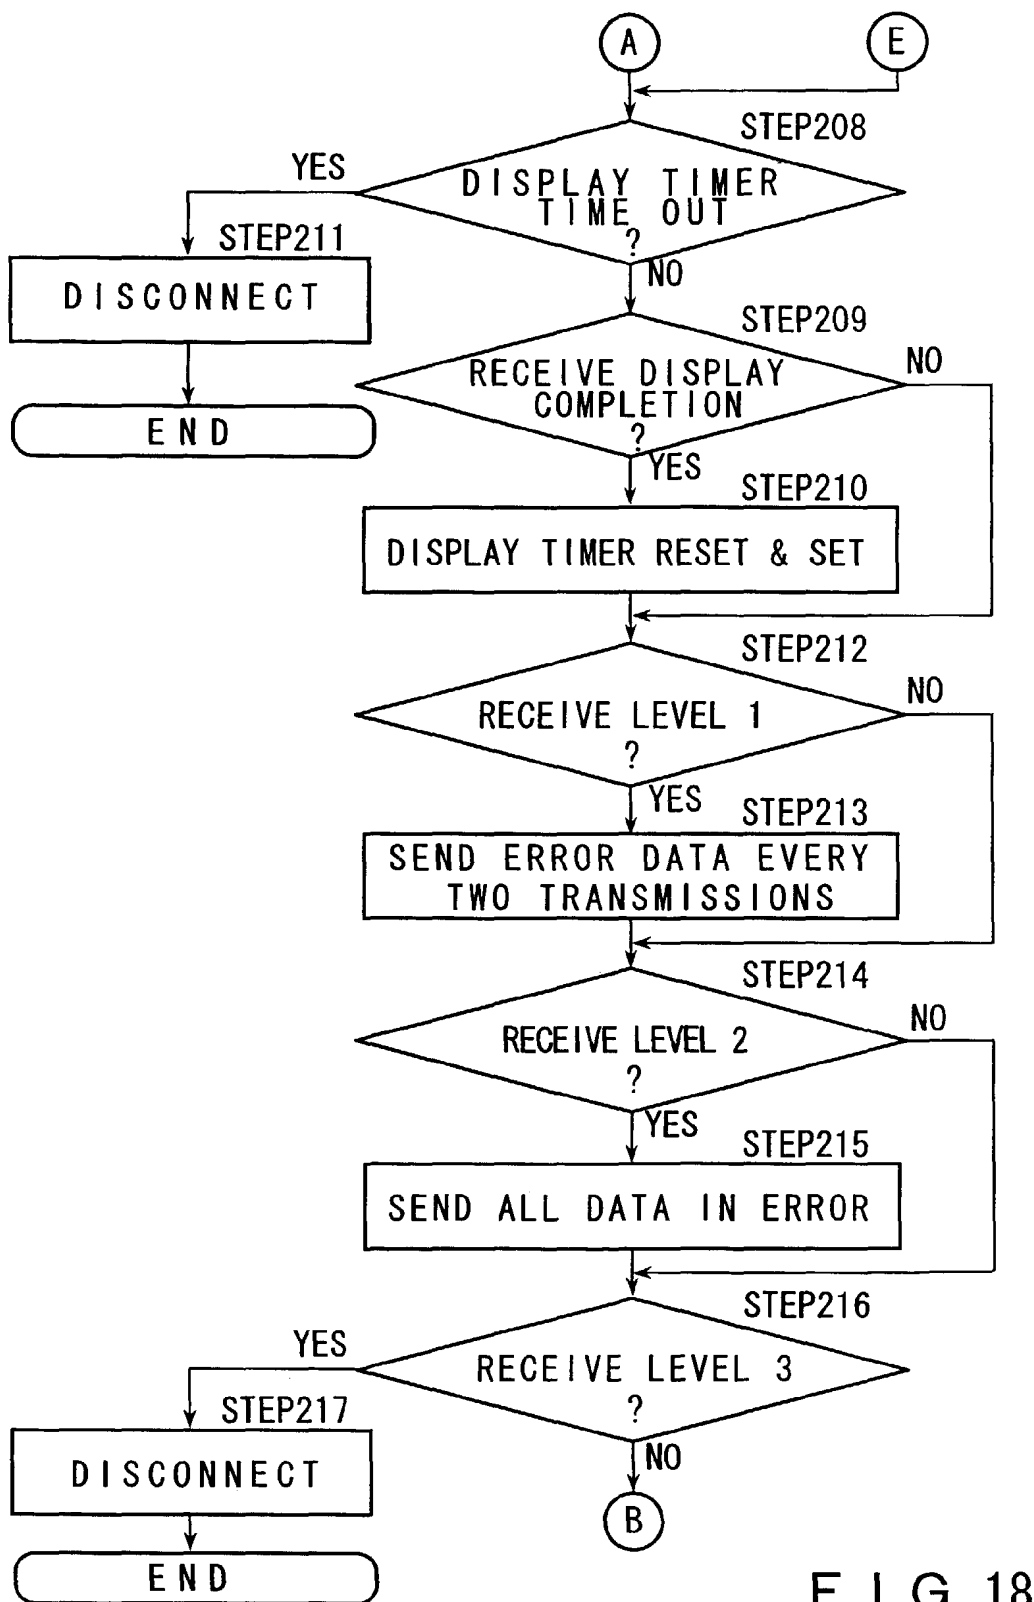 A
E
STEP208
YES
DISPLAY TIMER
TIME OUT
?
STEP211
NO
DISCONNECT
STEP209
RECEIVE DISPLAY
COMPLETION
?
NO
END
YES
STEP210
DISPLAY TIMER RESET & SET
STEP212
NO
RECEIVE LEVEL 1
?
YES
STEP213
SEND ERROR DATA EVERY
TWO TRANSMISSIONS
STEP214
NO
RECEIVE LEVEL 2
?
YES
STEP215
SEND ALL DATA IN ERROR
STEP216
YES
RECEIVE LEVEL 3
?
STEP217
NO
DISCONNECT
B
END
FIG. 18